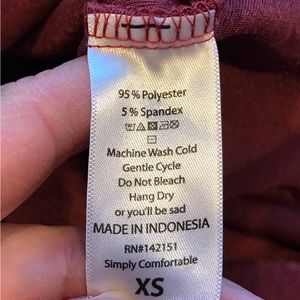 95% Polyester
5% Spandex
Machine Wash Cold
Gentle Cycle
Do Not Bleach
Hang Dry
or you'll be sad
MADE IN INDONESIA
RN#142151
Simply Comfortable
XS